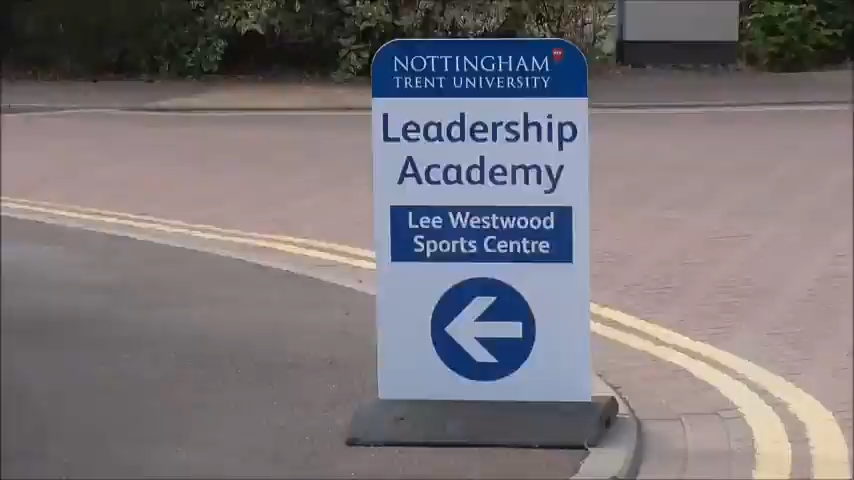 NOTTINGHAM
TRENT UNIVERSITY
Leadership
Academy
Lee Westwood
Sports Centre